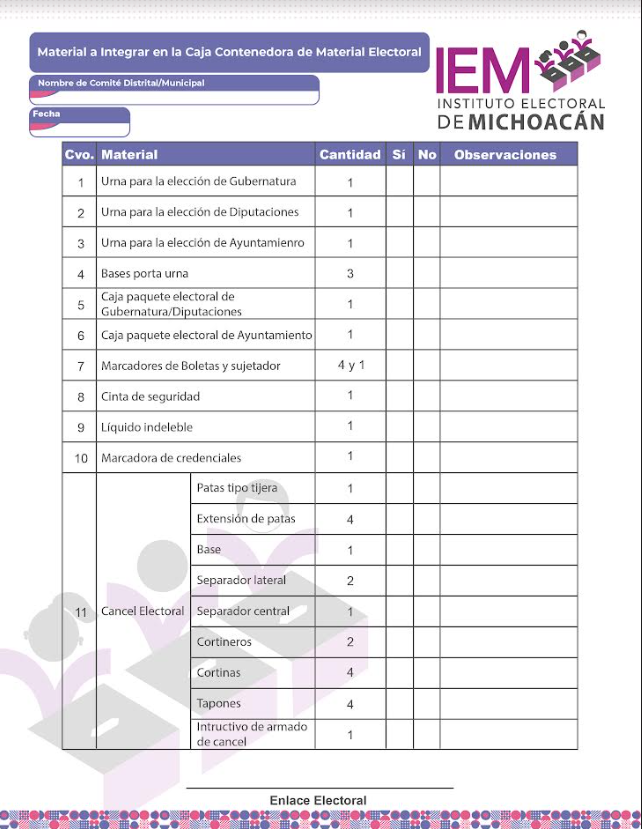 Material a Integrar en la Caja Contenedora de Material Electoral
IEM
INSTITUTO ELECTORAL
DE MICHOACÁN
Nombre de Comité Distrital/Municipal
Fecha
Cvo. Material Cantidad Sí No Observaciones
1 Urna para la elección de Gubernatura 1
2 Urna para la elección de Diputaciones 1
3 Urna para la elección de Ayuntamienro 1
4 Bases porta urna 3
5 Caja paquete electoral de
Gubernatura/Diputaciones 1
6 Caja paquete electoral de Ayuntamiento 1
7 Marcadores de Boletas y sujetador 4 y 1
8 Cinta de seguridad 1
9 Líquido indeleble 1
10 Marcadora de credenciales 1
11 Cancel Electoral
Patas tipo tijera 1
Extensión de patas 4
Base 1
Separador lateral 2
Separador central 1
Cortineros 2
Cortinas 4
Tapones 4
Intructivo de armado
de cancel 1
Enlace Electoral